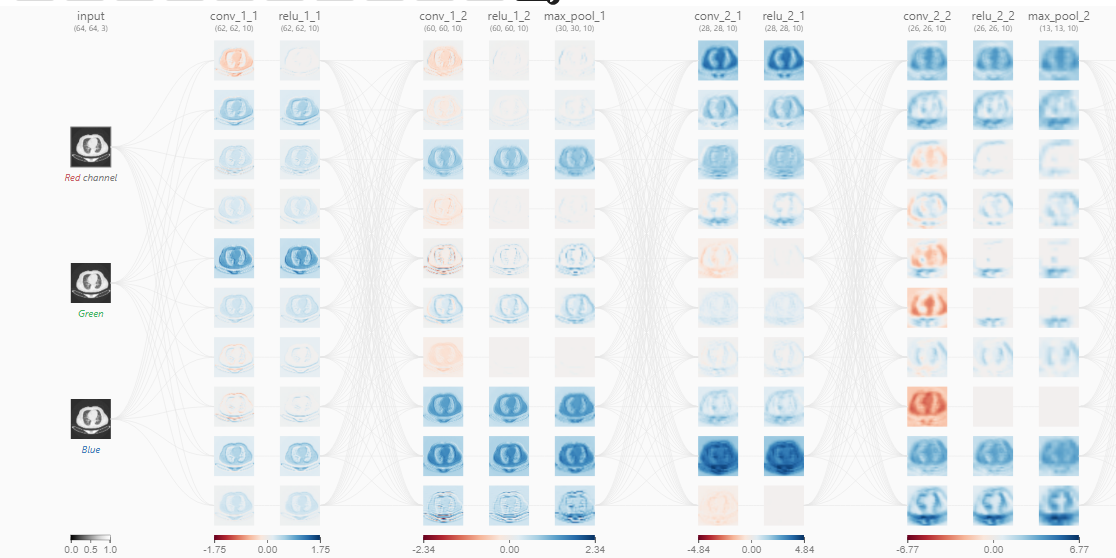 input conv_1_1 relu_1_1 conv_1_2 relu_1_2 max_pool_1 conv_2_1 relu_2_1 conv_2_2 relu_2_2 max_pool_2
(64, 64, 3) (62, 62, 10) (62, 62, 10) (60, 60, 10) (60, 60, 10) (30, 30, 10) (28, 28, 10) (28, 28, 10) (26, 26, 10) (26, 26, 10) (13, 13, 10)
Red channel
Green
Blue
0.0 0.5 1.0 -1.75 0.00 1.75 -2.34 0.00 2.34 -4.84 0.00 4.84 -6.77 0.00 6.77